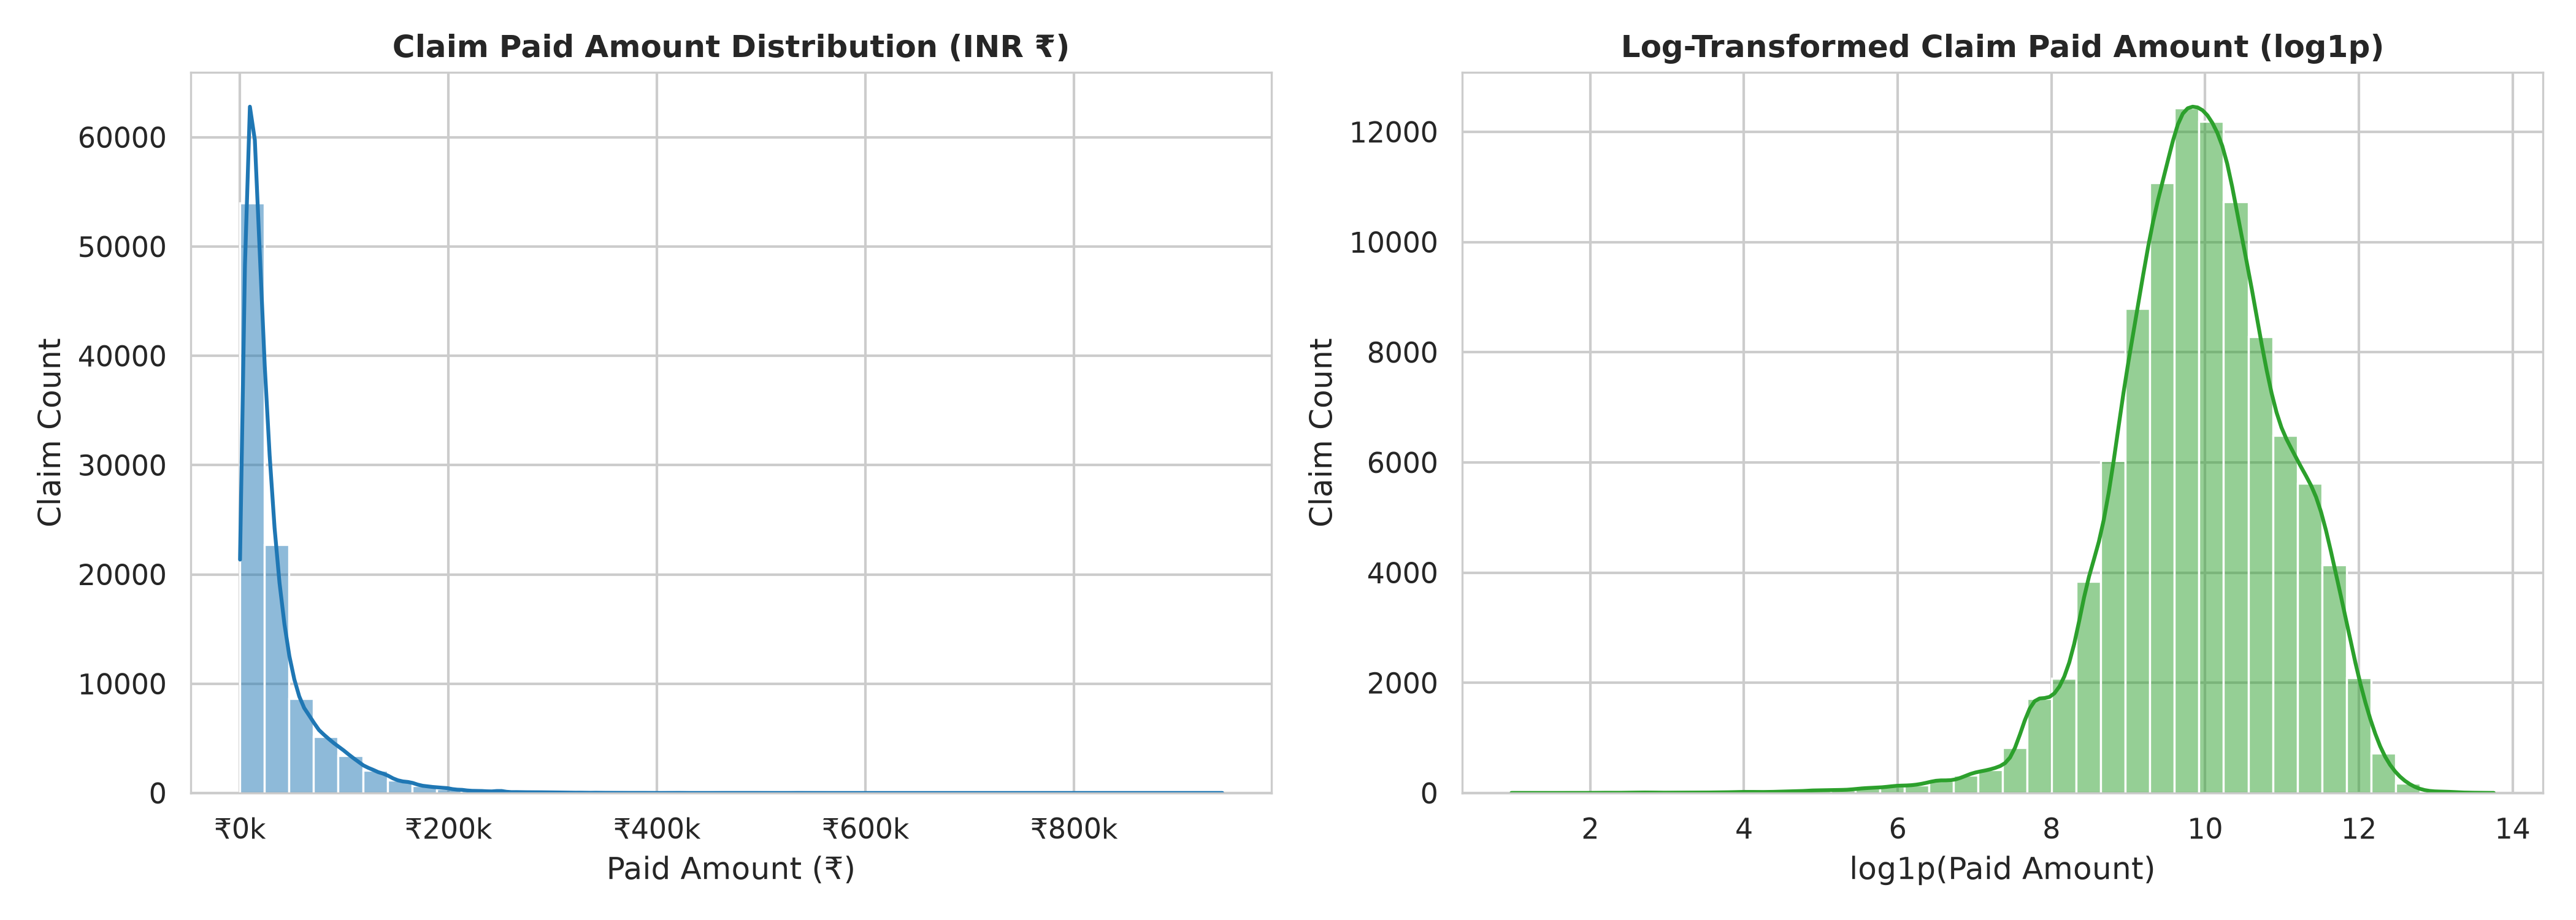 Claim Paid Amount Distribution (INR ₹)
Claim Count
60000
50000
40000
30000
20000
10000
0
₹0k ₹200k ₹400k ₹600k ₹800k
Paid Amount (₹)
Log-Transformed Claim Paid Amount (log1p)
Claim Count
12000
10000
8000
6000
4000
2000
0
2 4 6 8 10 12 14
log1p(Paid Amount)